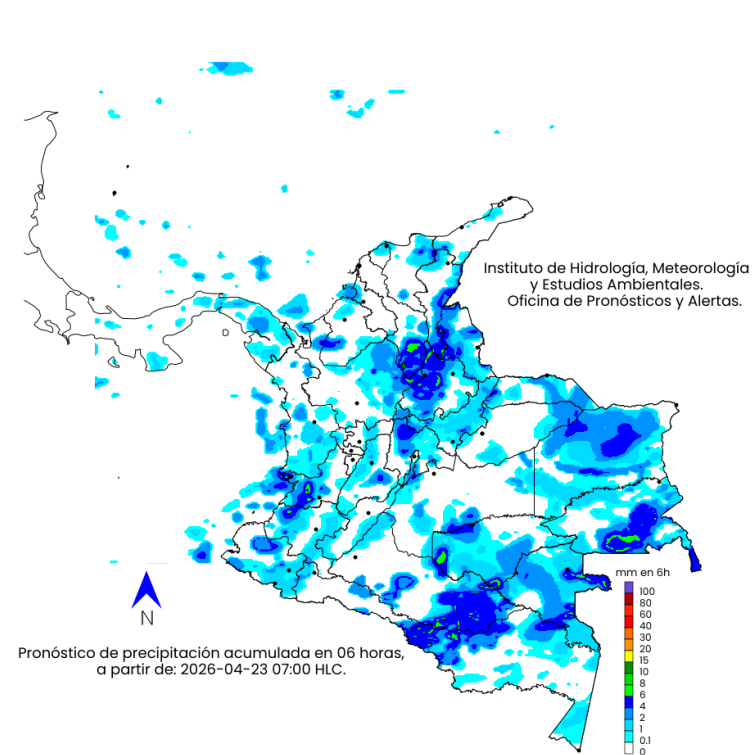 Instituto de Hidrología, Meteorología
y Estudios Ambientales.
Oficina de Pronósticos y Alertas.
mm en 6h
100
80
60
40
30
20
15
10
8
6
4
2
1
0.1
0
N
Pronóstico de precipitación acumulada en 06 horas,
a partir de: 2026-04-23 07:00 HLC.